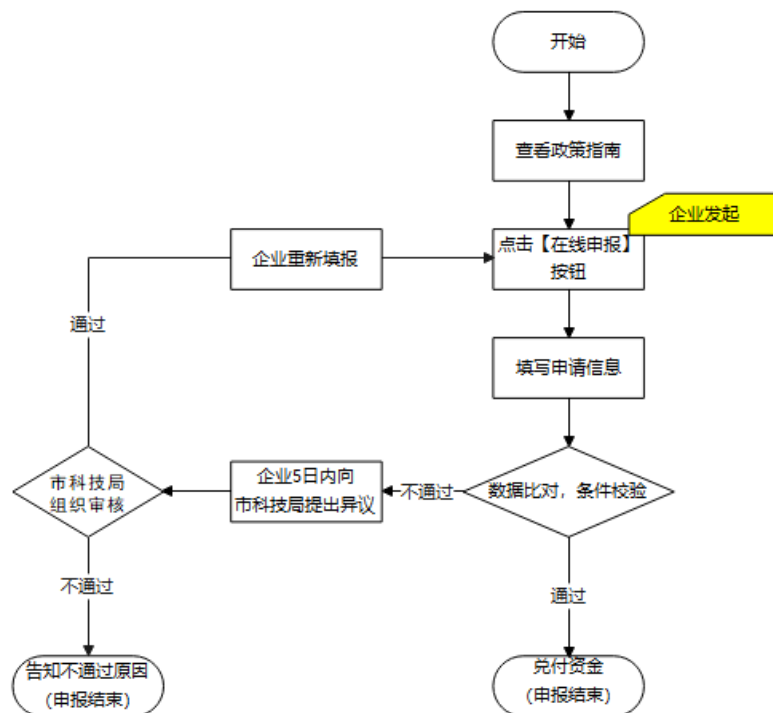 开始
查看政策指南
企业发起
点击【在线申报】
按钮
企业重新填报
通过
填写申请信息
数据比对，条件校验
不通过
企业5日内向
市科技局提出异议
市科技局
组织审核
不通过
通过
告知不通过原因
（申报结束）
兑付资金
（申报结束）